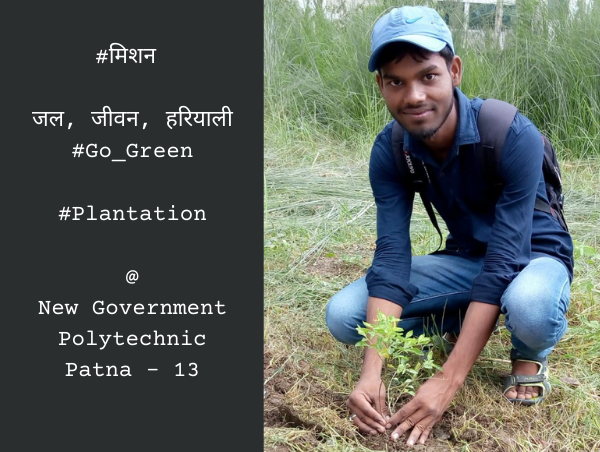 #मिशन
जल, जीवन, हरियाली
#Go_Green
#Plantation
@
New Government
Polytechnic
Patna - 13